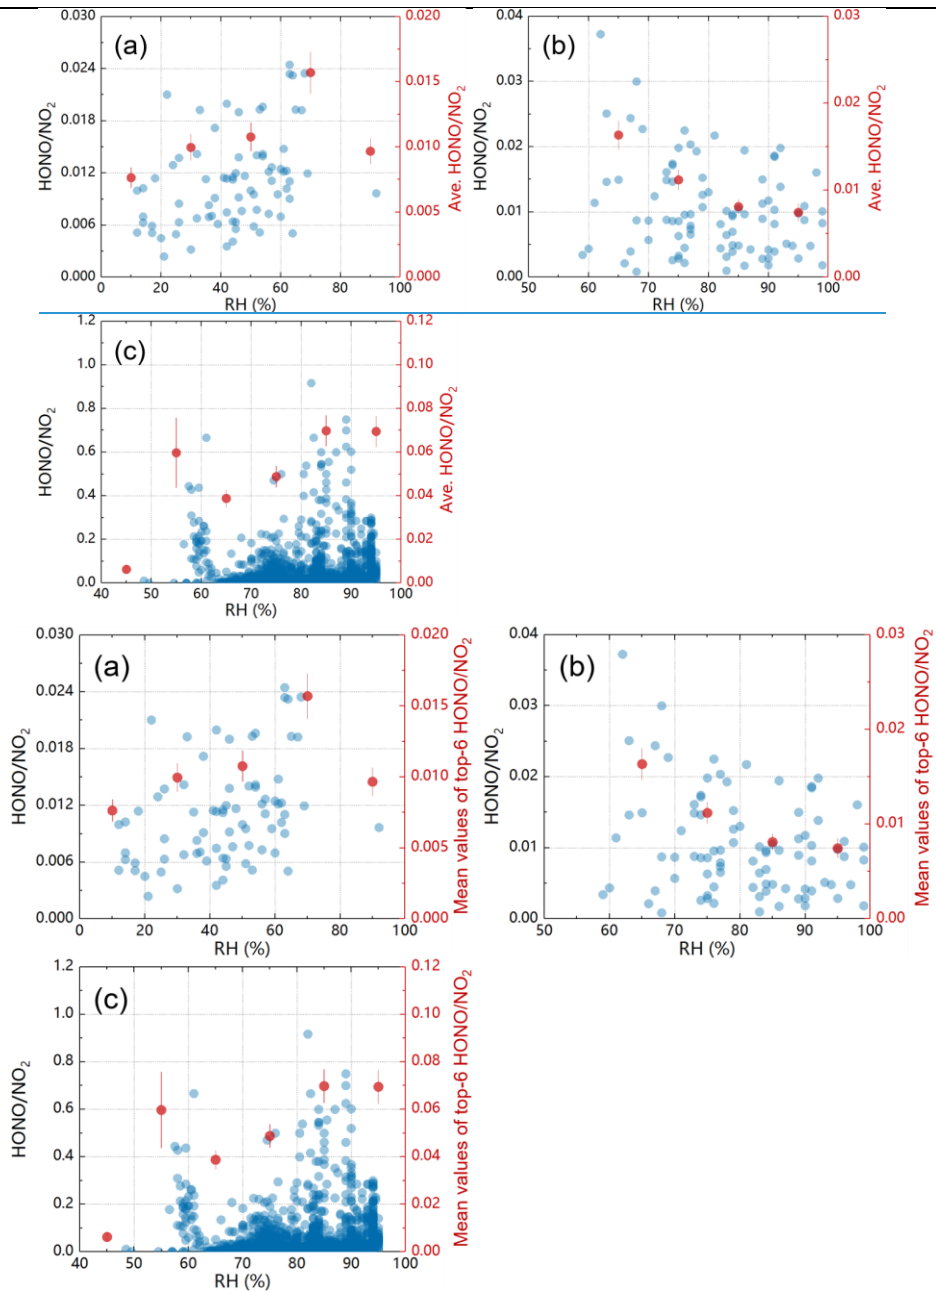 (a)
0.030
0.024
0.018
0.012
0.006
0.000
HONO/NO2
0 20 40 60 80 100
RH (%)
0.020
0.015
0.010
0.005
0.000
Ave. HONO/NO2
(b)
0.04
0.03
0.02
0.01
0.00
HONO/NO2
50 60 70 80 90 100
RH (%)
0.03
0.02
0.01
0.00
Ave. HONO/NO2
(c)
1.2
1.0
0.8
0.6
0.4
0.2
0.0
HONO/NO2
40 50 60 70 80 90 100
RH (%)
0.12
0.10
0.08
0.06
0.04
0.02
0.00
Ave. HONO/NO2
(a)
0.030
0.024
0.018
0.012
0.006
0.000
HONO/NO2
0 20 40 60 80 100
RH (%)
0.020
0.015
0.010
0.005
0.000
Mean values of top-6 HONO/NO2
(b)
0.04
0.03
0.02
0.01
0.00
HONO/NO2
50 60 70 80 90 100
RH (%)
0.03
0.02
0.01
0.00
Mean values of top-6 HONO/NO2
(c)
1.2
1.0
0.8
0.6
0.4
0.2
0.0
HONO/NO2
40 50 60 70 80 90 100
RH (%)
0.12
0.10
0.08
0.06
0.04
0.02
0.00
Mean values of top-6 HONO/NO2